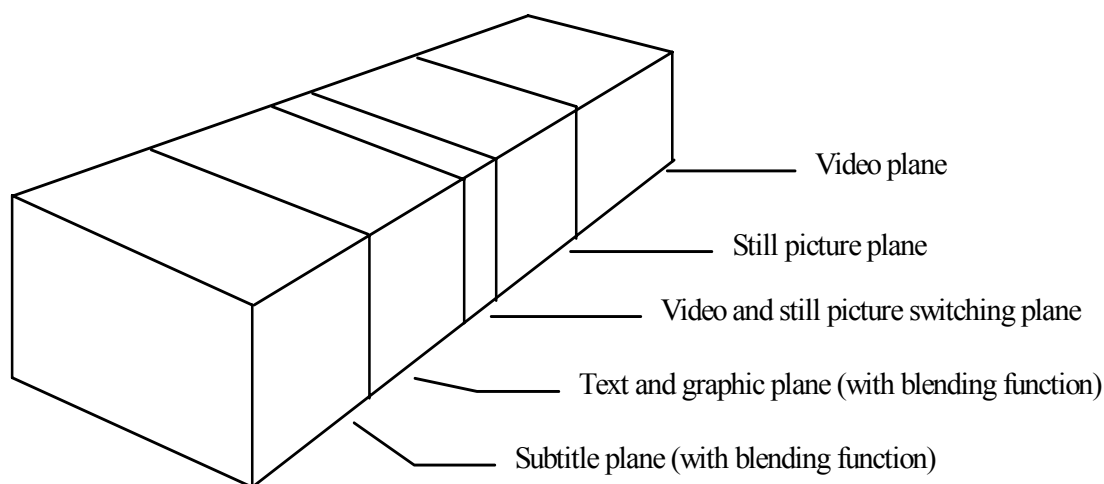 Video plane
Still picture plane
Video and still picture switching plane
Text and graphic plane (with blending function)
Subtitle plane (with blending function)